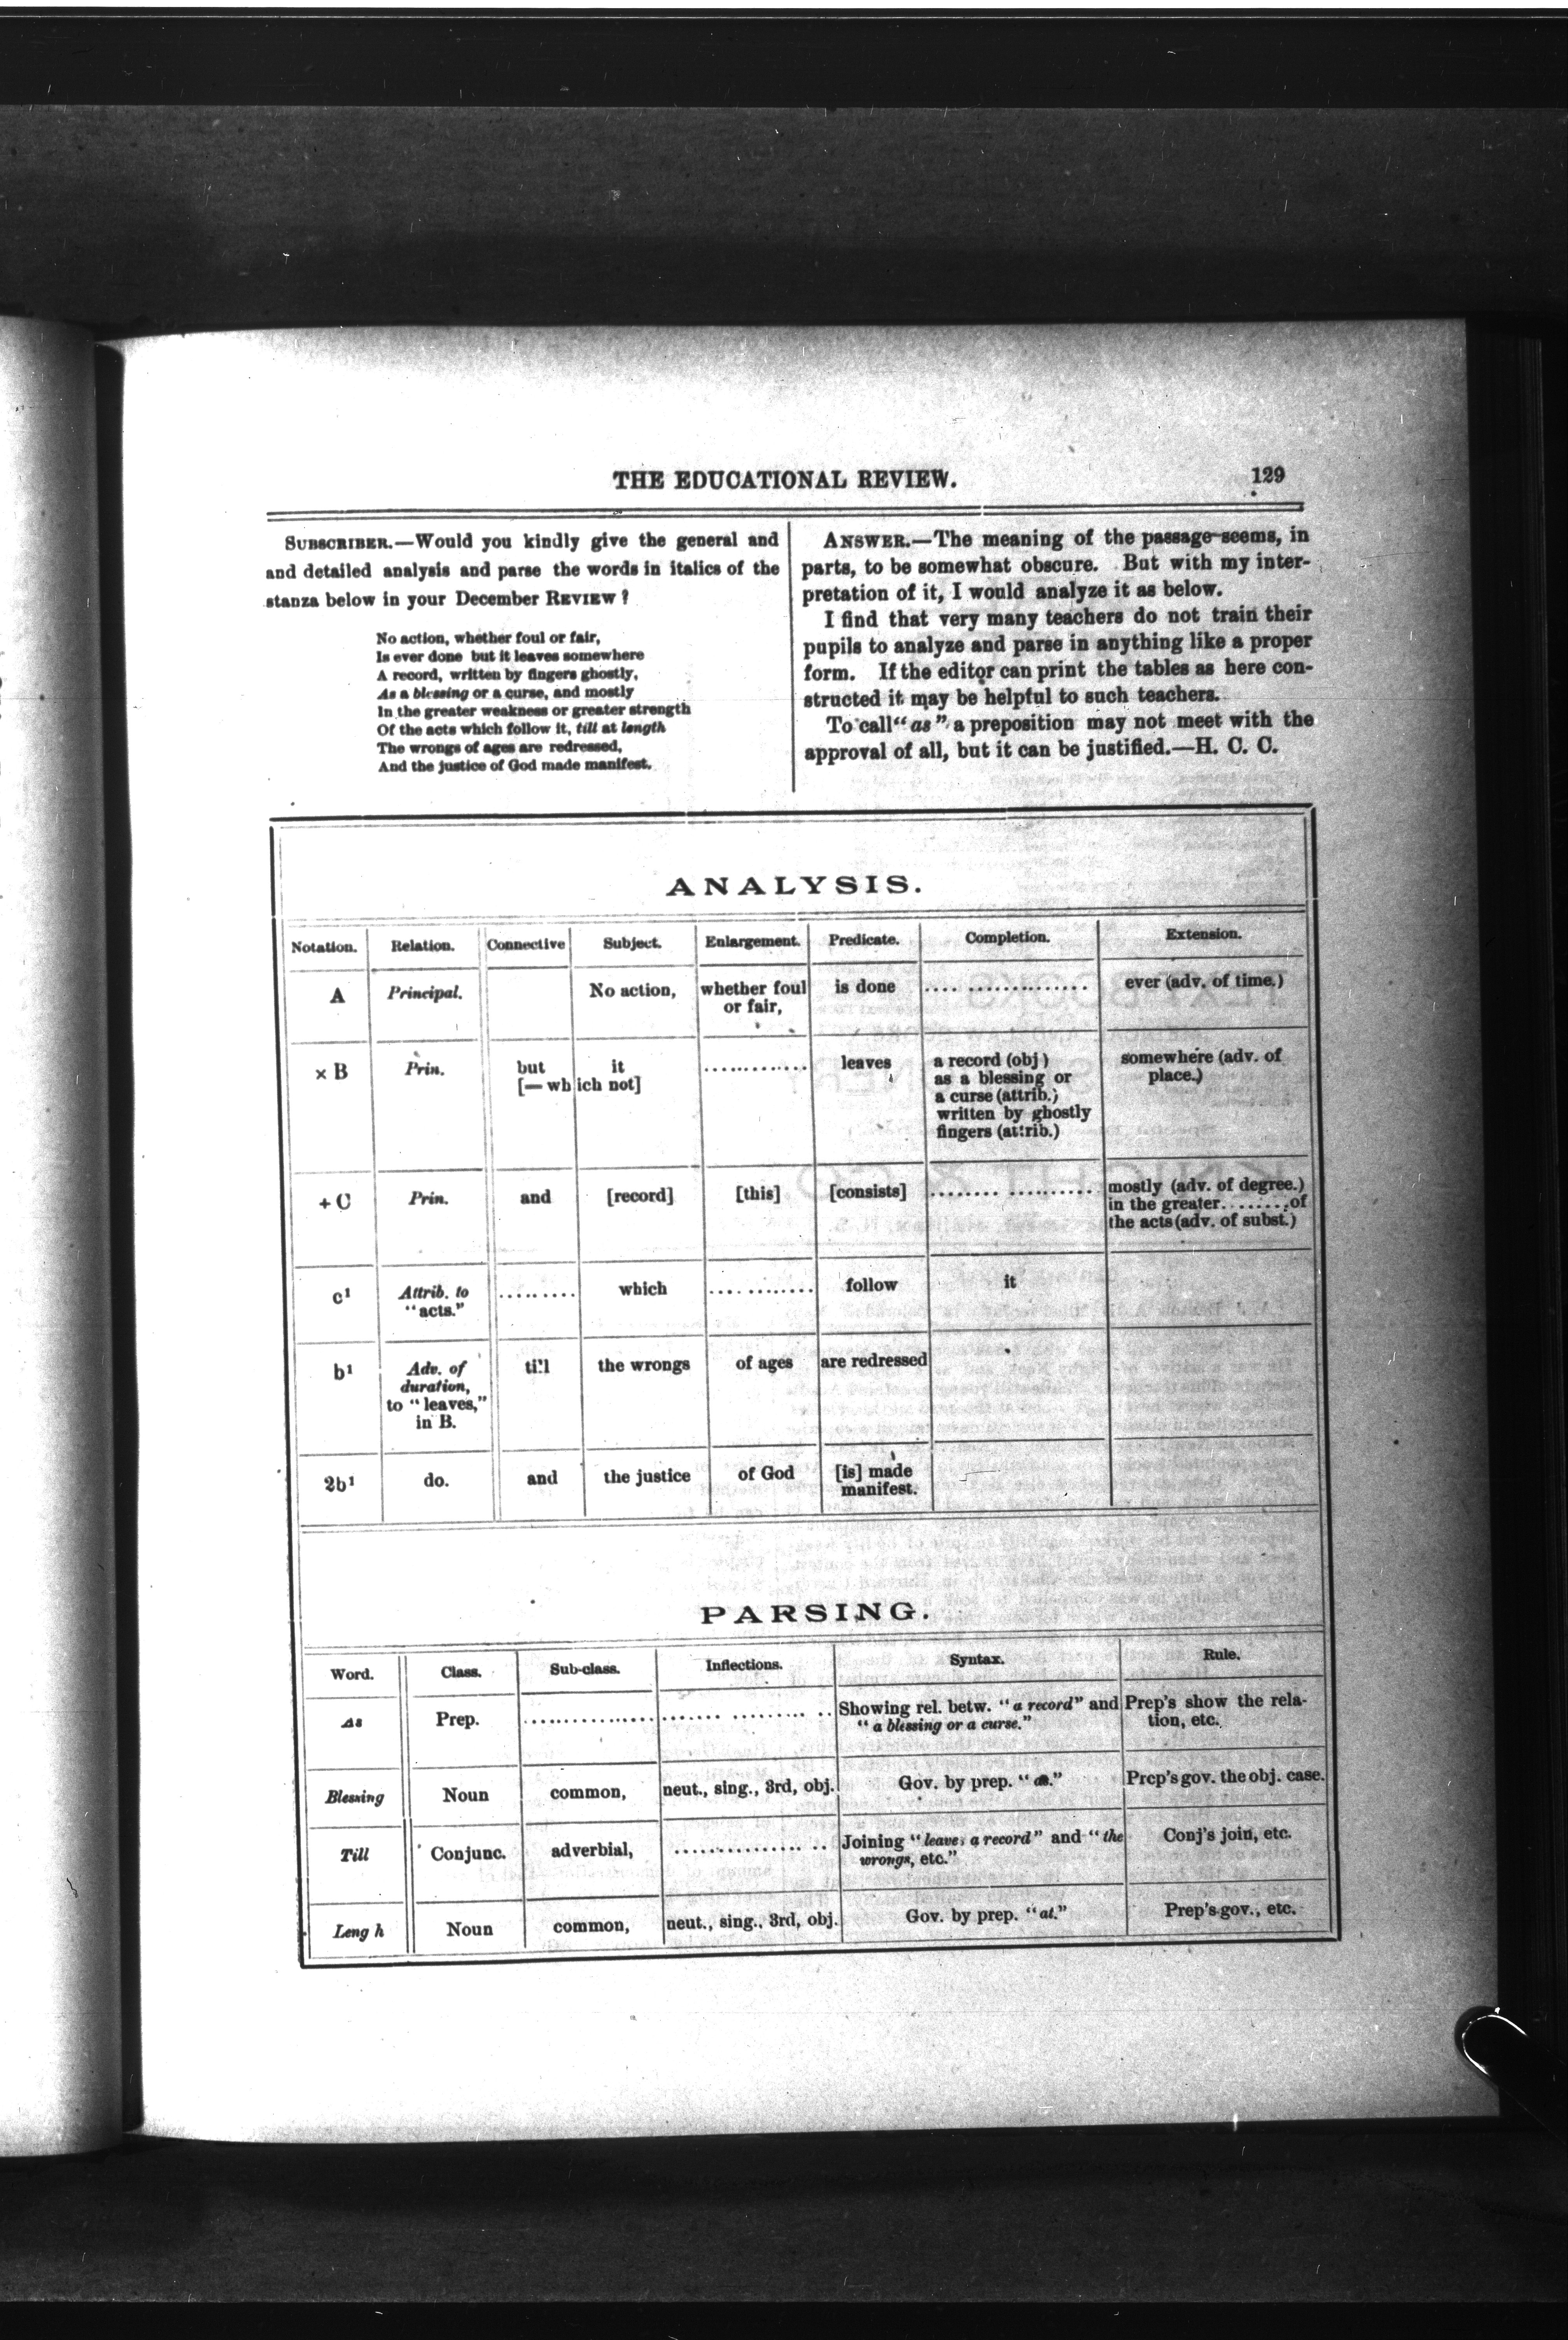 THE EDUCATIONAL REVIEW.
129
SUBSCRIBER.—Would you kindly give the general and
and detailed analysis and parse the words in italics of the
stanza below in your December REVIEW?
No action, whether foul or fair,
Is ever done but it leaves somewhere
A record, written by fingers ghostly,
As a blessing or a curse, and mostly
In the greater weakness or greater strength
Of the acts which follow it, till at length
The wrongs of ages are redressed,
And the justice of God made manifest.
ANSWER.—The meaning of the passage seems, in
parts, to be somewhat obscure. But with my inter-
pretation of it, I would analyze it as below.
I find that very many teachers do not train their
pupils to analyze and parse in anything like a proper
form. If the editor can print the tables as here con-
structed it may be helpful to such teachers.
To call "as" a preposition may not meet with the
approval of all, but it can be justified.—H. C. C.
ANALYSIS.
Notation. Relation. Connective Subject. Enlargement. Predicate. Completion. Extension.
A Principal. No action, whether foul is done .... .............. ever (adv. of time.)
or fair,
× B Prin. but it ............ leaves a record (obj) somewhere (adv. of
[— which not] as a blessing or place.)
a curse (attrib.)
written by ghostly
fingers (attrib.)
+ C Prin. and [record] [this] [consists] ........ .......... mostly (adv. of degree.)
in the greater........of
the acts (adv. of subst.)
c¹ Attrib. to ......... which ............ follow it
"acts."
b¹ Adv. of till the wrongs of ages are redressed
duration,
to "leaves,"
in B.
2b¹ do. and the justice of God [is] made
manifest.
PARSING.
Word. Class. Sub-class. Inflections. Syntax. Rule.
As Prep. ................ ....... ......... .. Showing rel. betw. "a record" and Prep's show the rela-
"a blessing or a curse." tion, etc.
Blessing Noun common, neut., sing., 3rd, obj. Gov. by prep. "as." Prep's gov. the obj. case.
Till Conjunc. adverbial, ................ .. Joining "leaves a record" and "the Conj's join, etc.
wrongs, etc."
Leng h Noun common, neut., sing., 3rd, obj. Gov. by prep. "at." Prep's gov., etc.